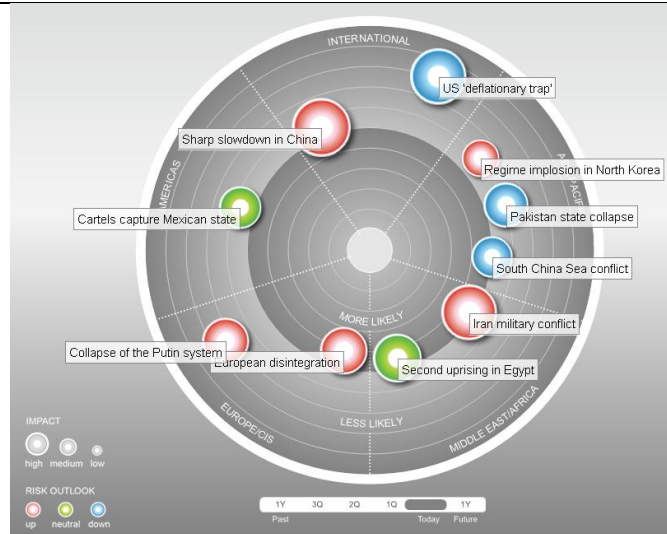 INTERNATIONAL
US 'deflationary trap'
Sharp slowdown in China
Regime implosion in North Korea
AMERICAS
Cartels capture Mexican state
Pakistan state collapse
South China Sea conflict
MORE LIKELY
Iran military conflict
Collapse of the Putin system
European disintegration
Second uprising in Egypt
EUROPE/CIS
LESS LIKELY
MIDDLE EAST/AFRICA
IMPACT
high medium low
RISK OUTLOOK
up neutral down
1Y 3Q 2Q 1Q 1Y
Past Today Future